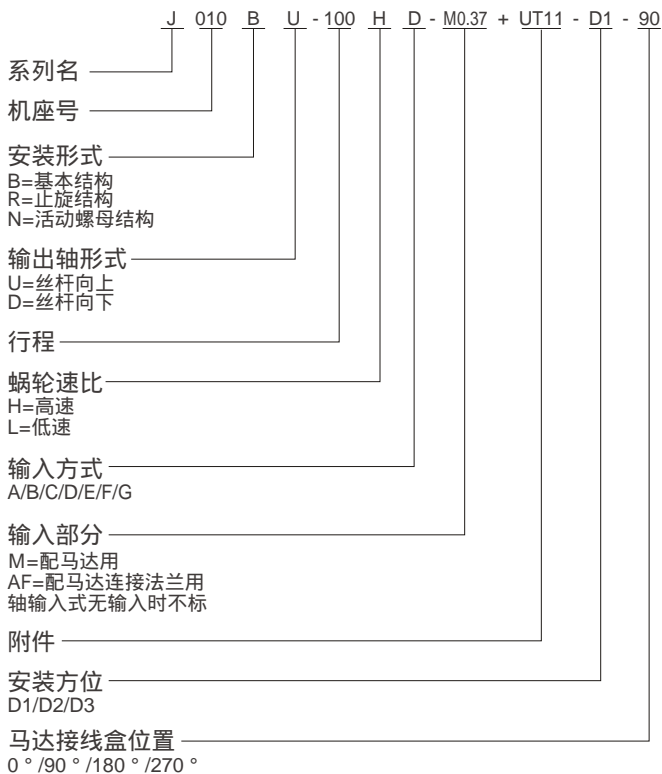 J 010 B U - 100 H D - M0.37 + UT11 - D1 - 90
系列名
机座号
安装形式
B=基本结构
R=止旋结构
N=活动螺母结构
输出轴形式
U=丝杆向上
D=丝杆向下
行程
蜗轮速比
H=高速
L=低速
输入方式
A/B/C/D/E/F/G
输入部分
M=配马达用
AF=配马达连接法兰用
轴输入式无输入时不标
附件
安装方位
D1/D2/D3
马达接线盒位置
0 ° /90 ° /180 ° /270 °